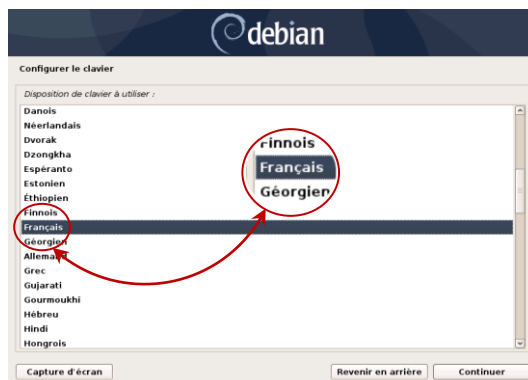 debian
Configurer le clavier
Disposition de clavier à utiliser :
Danois
Néerlandais
Dvorak
Dzongkha
Espéranto
Estonien
Éthiopien
Finnois
Français
Géorgien
Allemand
Grec
Gujarati
Gourmoukhi
Hébreu
Hindi
Hongrois
Finnois
Français
Géorgien
Capture d'écran
Revenir en arrière
Continuer